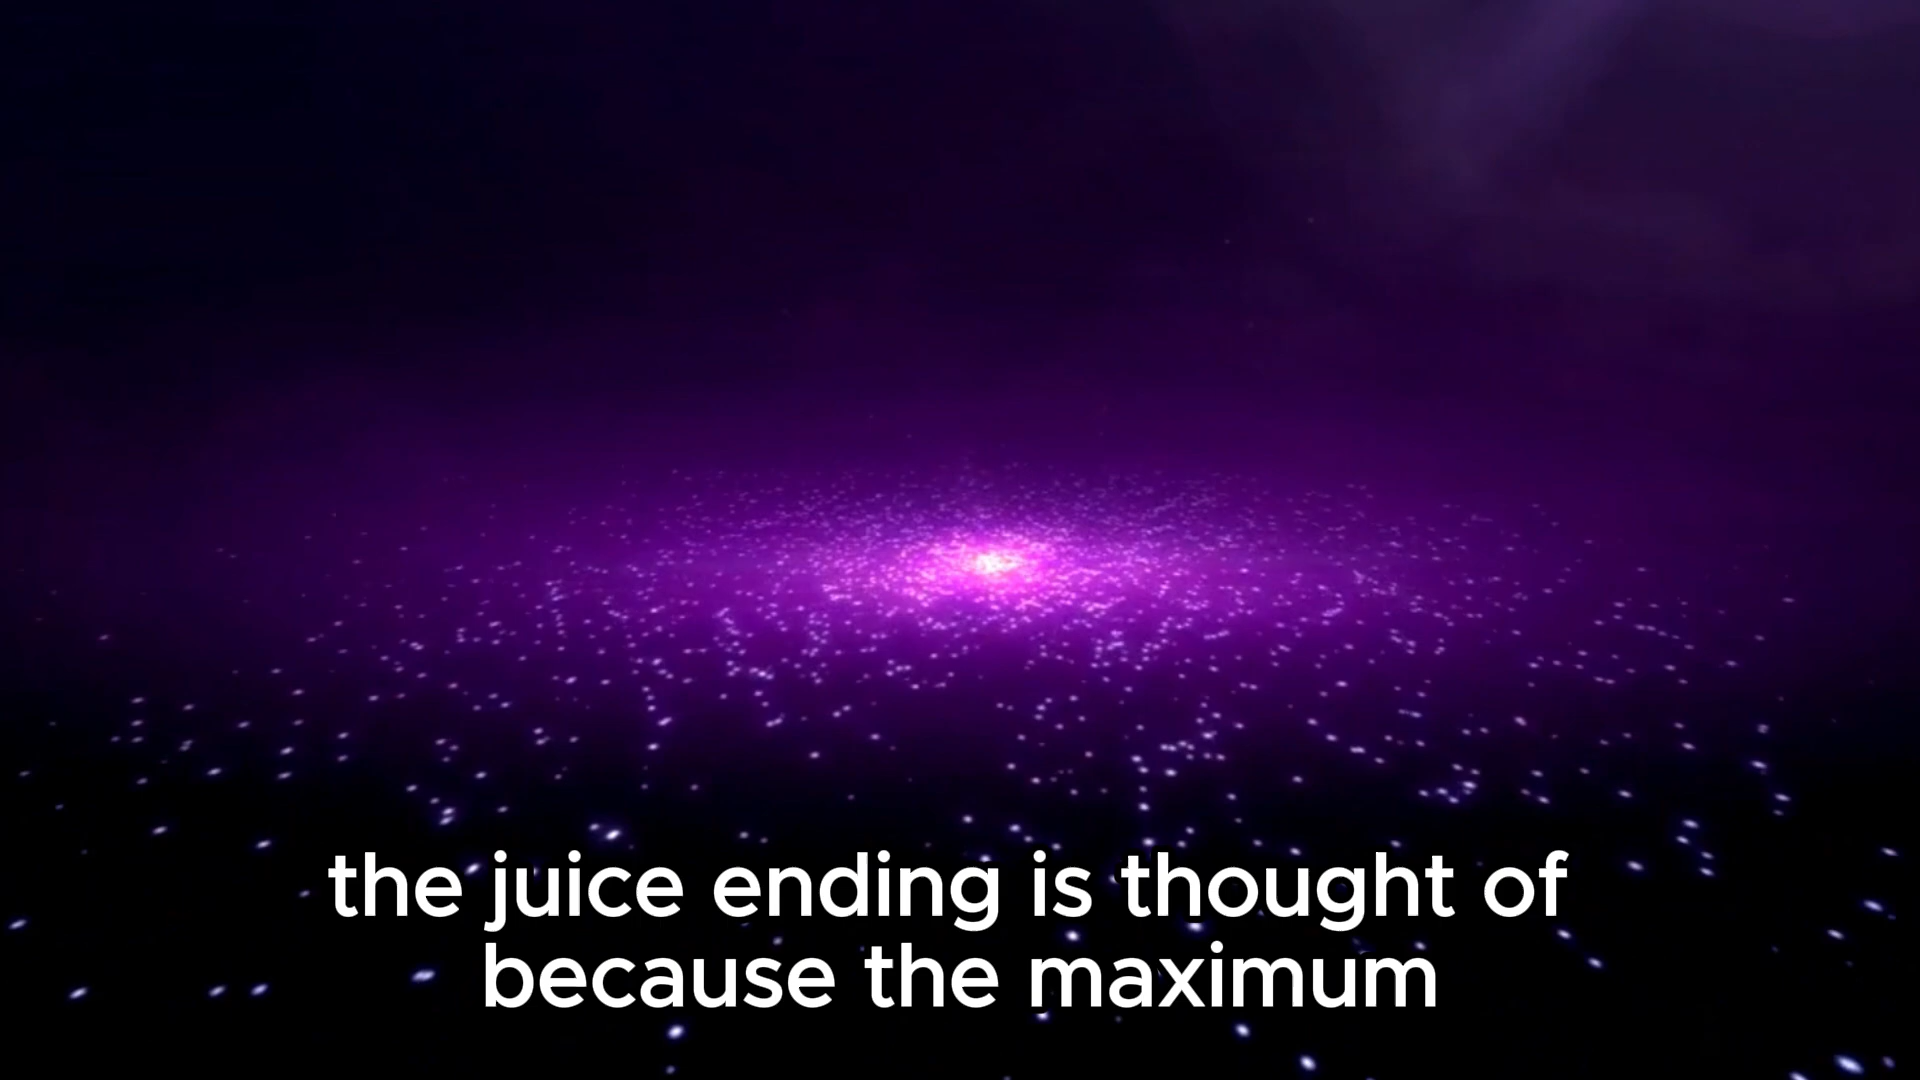 the juice ending is thought of
because the maximum